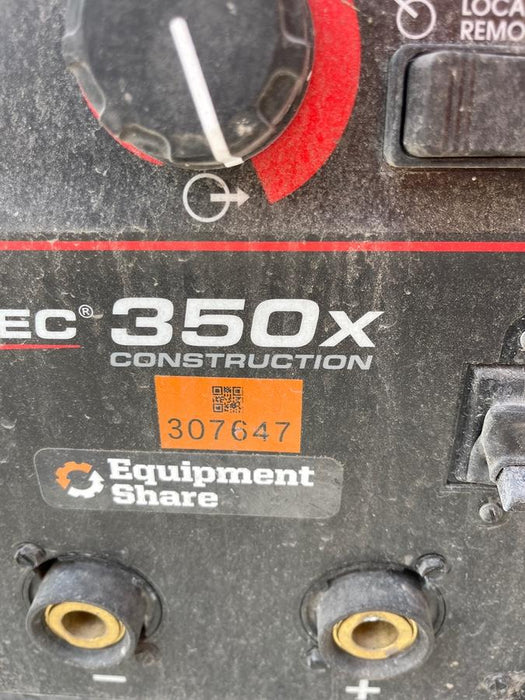 LOCA
REMO
EC® 350x
CONSTRUCTION
307647
Equipment
Share
−
+